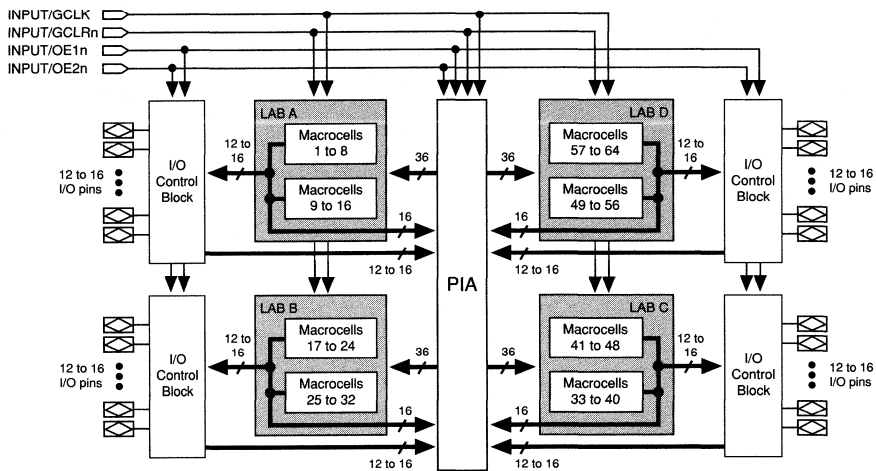 INPUT/GCLK
INPUT/GCLRn
INPUT/OE1n
INPUT/OE2n
LAB A
LAB D
I/O
Control
Block
12 to 16
I/O pins
12 to
16
Macrocells
1 to 8
Macrocells
9 to 16
36
16
12 to 16
PIA
36
16
12 to 16
Macrocells
57 to 64
Macrocells
49 to 56
12 to
16
I/O
Control
Block
12 to 16
I/O pins
LAB B
LAB C
I/O
Control
Block
12 to 16
I/O pins
12 to
16
Macrocells
17 to 24
Macrocells
25 to 32
36
16
12 to 16
36
16
12 to 16
Macrocells
41 to 48
Macrocells
33 to 40
12 to
16
I/O
Control
Block
12 to 16
I/O pins